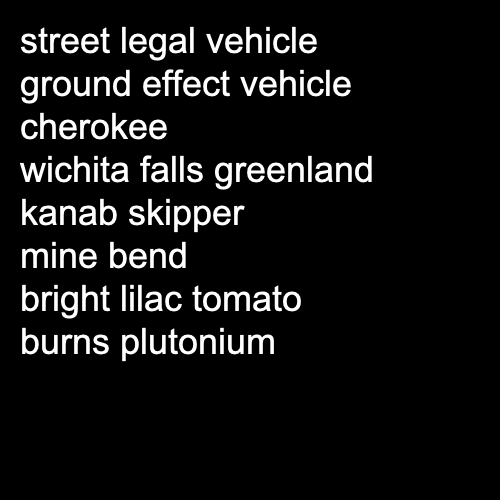 street legal vehicle
ground effect vehicle
cherokee
wichita falls greenland
kanab skipper
mine bend
bright lilac tomato
burns plutonium